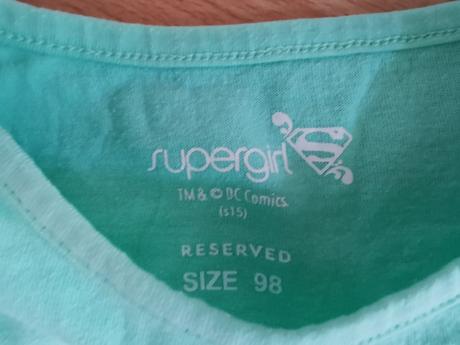 supergirl
TM & © DC Comics.
(s15)
RESERVED
SIZE 98